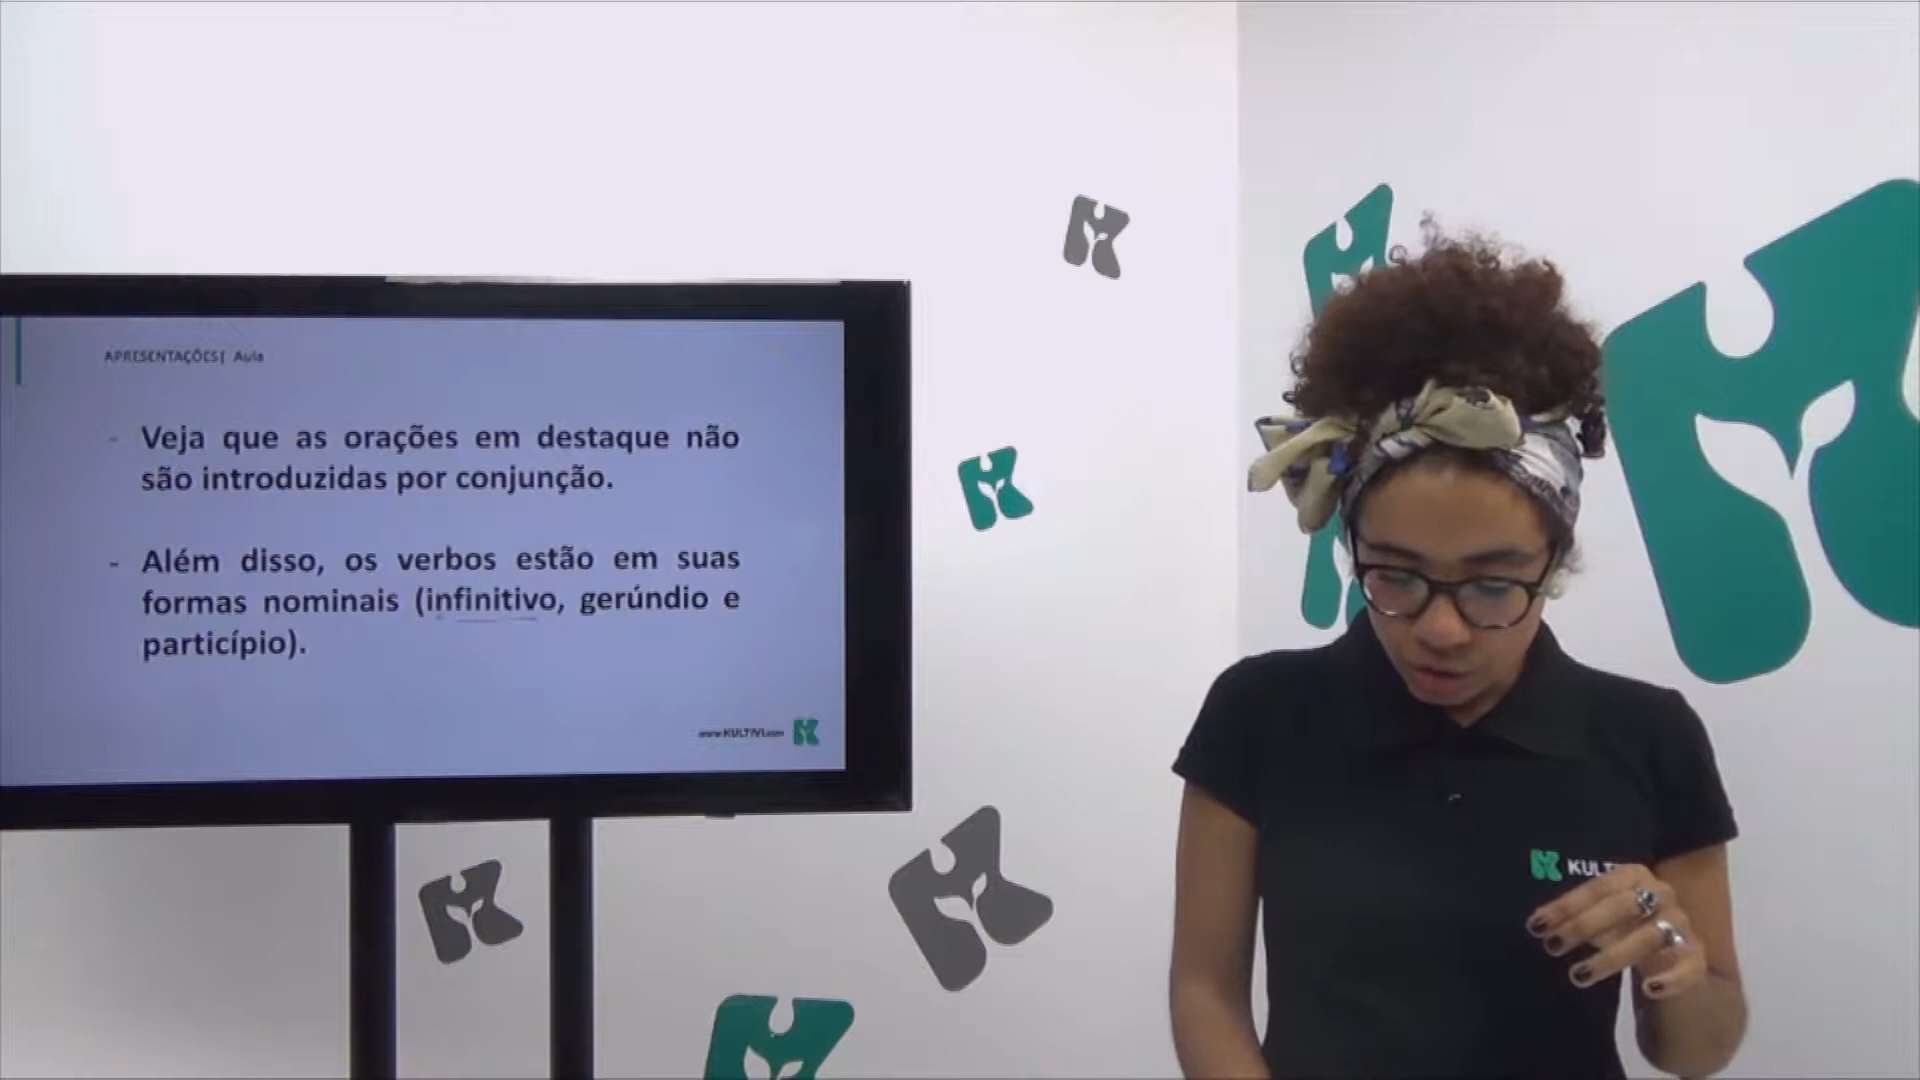 APRESENTAÇÕES| Aula
- Veja que as orações em destaque não
são introduzidas por conjunção.
- Além disso, os verbos estão em suas
formas nominais (infinitivo, gerúndio e
particípio).
www.KULTIVI.com